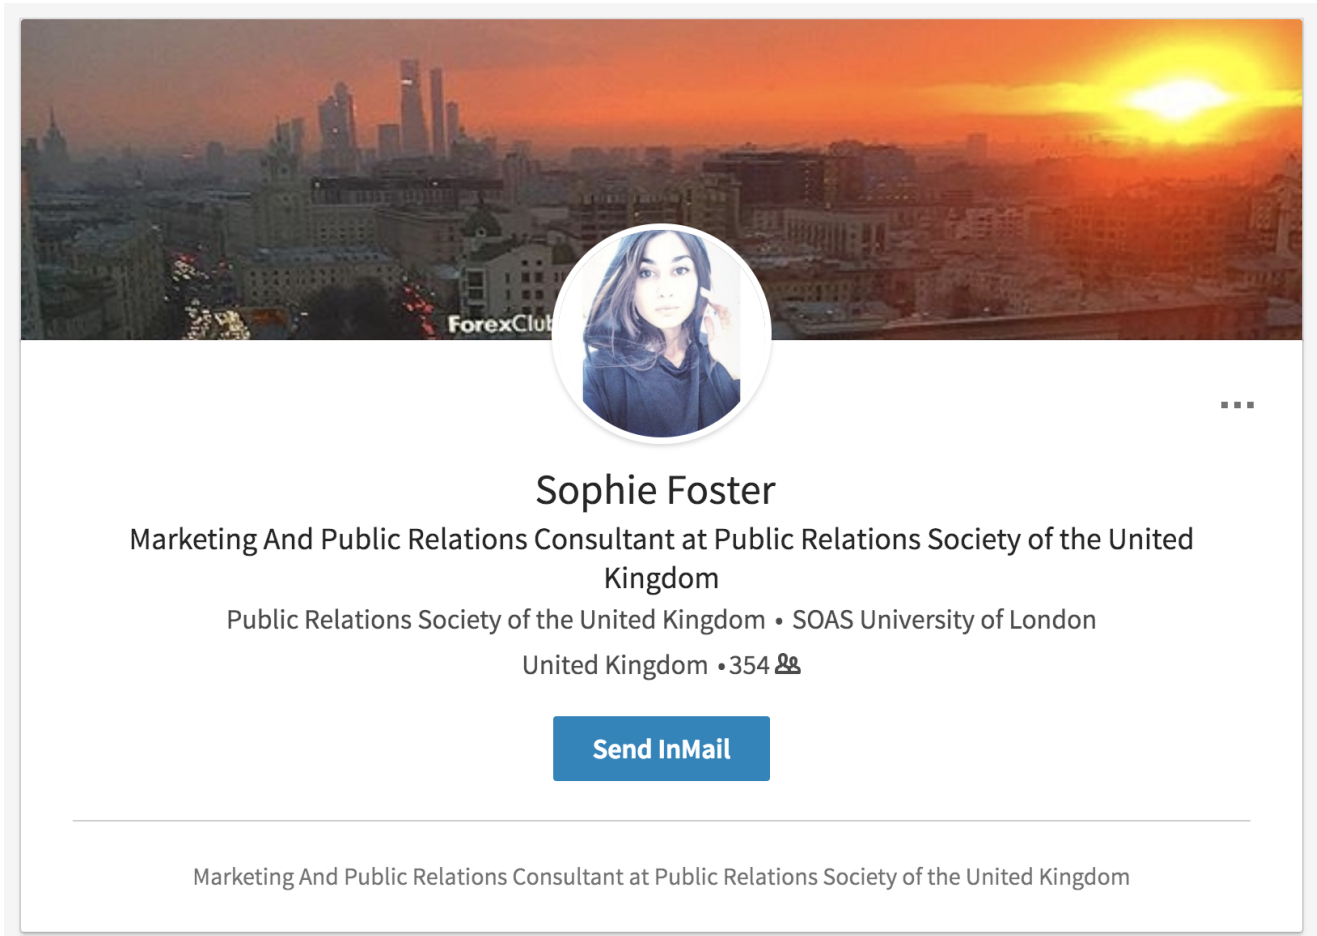 ForexClub
Sophie Foster
Marketing And Public Relations Consultant at Public Relations Society of the United
Kingdom
Public Relations Society of the United Kingdom • SOAS University of London
United Kingdom • 354
Send InMail
Marketing And Public Relations Consultant at Public Relations Society of the United Kingdom